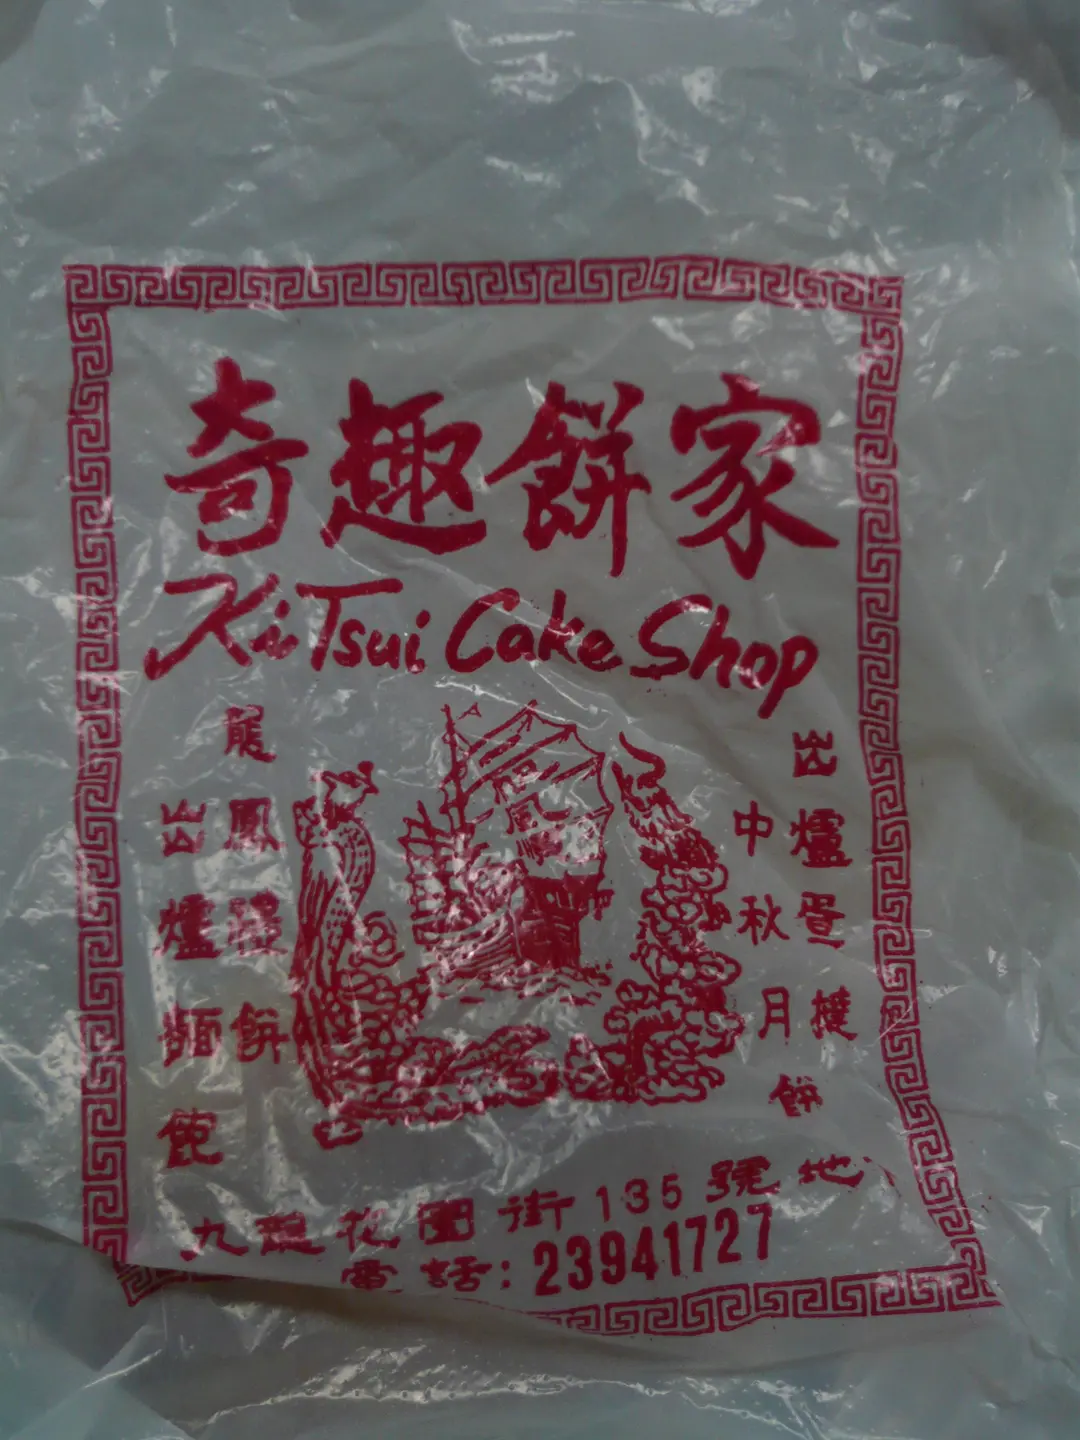 奇趣餅家
Ki Tsui Cake Shop
出爐蛋撻
中秋月餅
龍鳳禮餅
出爐麵飽
九龍花園街135號地
電話:23941727